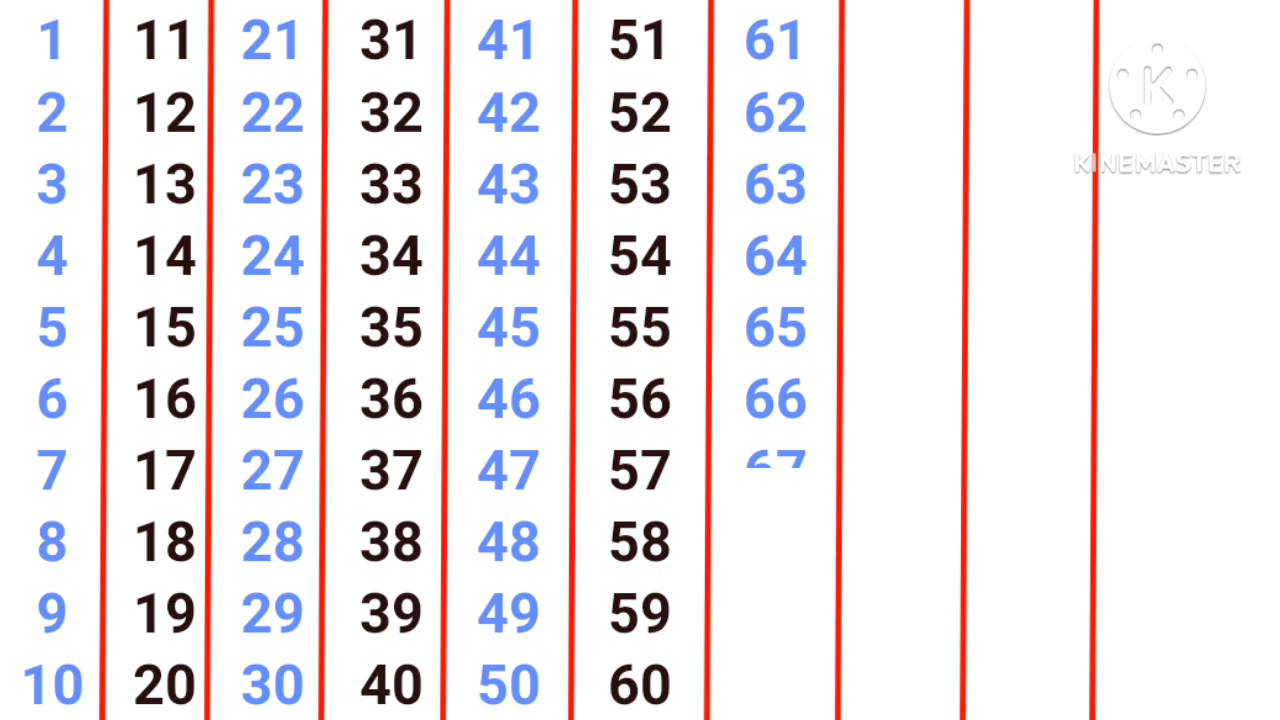 1 11 21 31 41 51 61
2 12 22 32 42 52 62
3 13 23 33 43 53 63
4 14 24 34 44 54 64
5 15 25 35 45 55 65
6 16 26 36 46 56 66
7 17 27 37 47 57 67
8 18 28 38 48 58
9 19 29 39 49 59
10 20 30 40 50 60
K
KINEMASTER